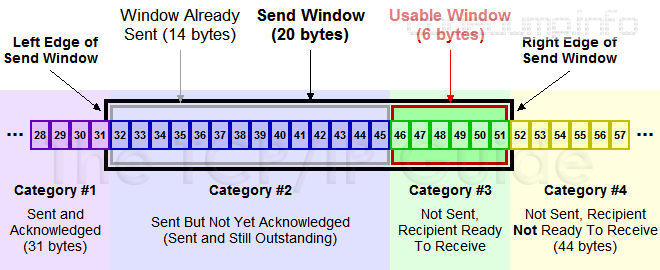 Window Already
Sent (14 bytes)
Send Window
(20 bytes)
Usable Window
(6 bytes)
Left Edge of
Send Window
Right Edge of
Send Window
... 28 29 30 31 32 33 34 35 36 37 38 39 40 41 42 43 44 45 46 47 48 49 50 51 52 53 54 55 56 57 ...
The TCP/IP Guide
Category #1
Sent and
Acknowledged
(31 bytes)
Category #2
Sent But Not Yet Acknowledged
(Sent and Still Outstanding)
Category #3
Not Sent,
Recipient Ready
To Receive
Category #4
Not Sent, Recipient
Not Ready To Receive
(44 bytes)